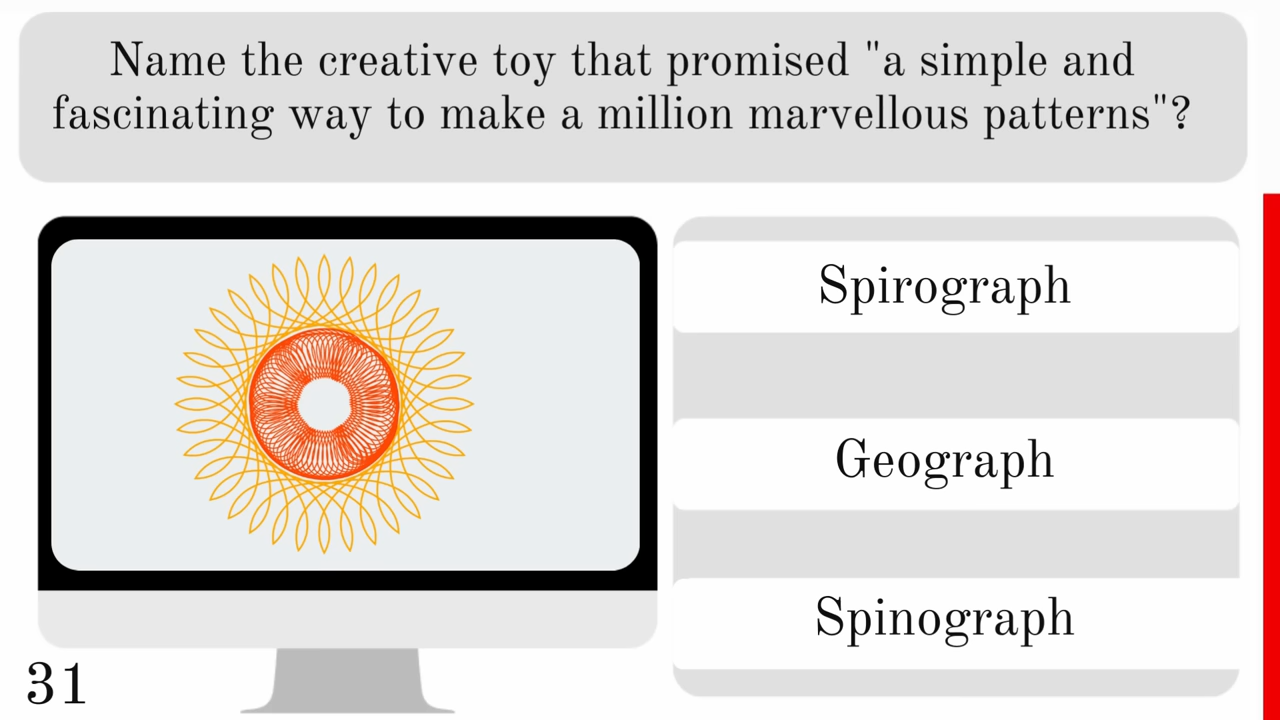 Name the creative toy that promised "a simple and
fascinating way to make a million marvellous patterns"?
Spirograph
Geograph
Spinograph
31